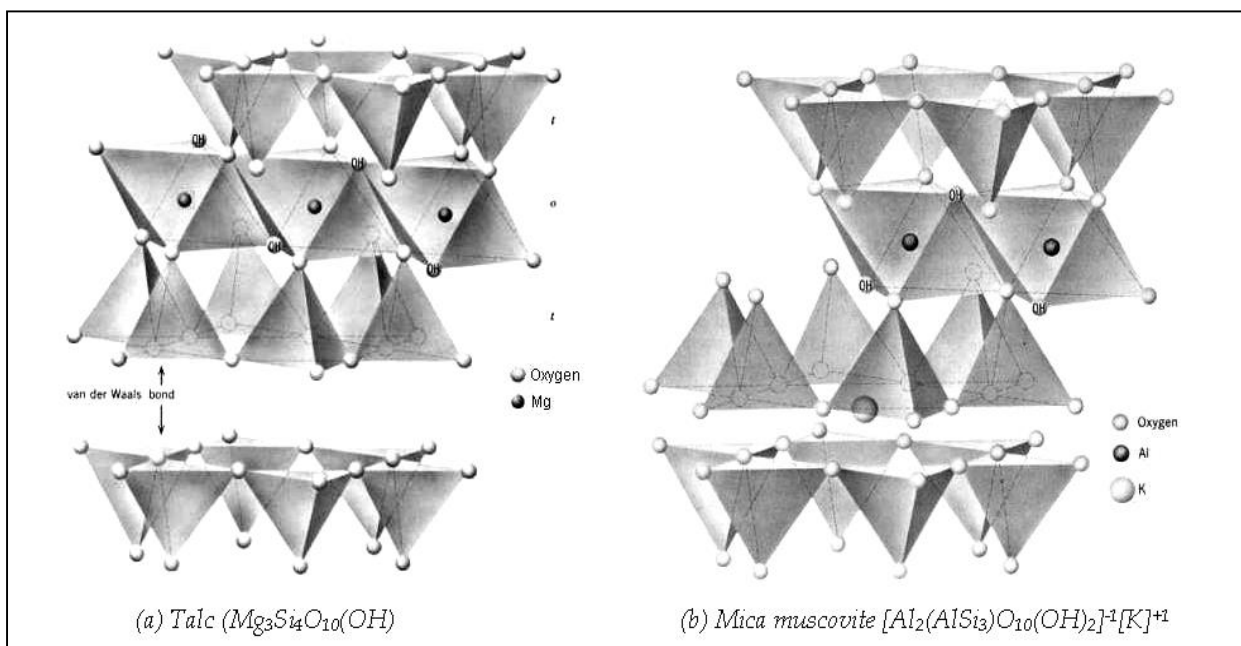 t
OH
OH
o
OH
OH
t
van der Waals bond
Oxygen
Mg
OH
OH
OH
Oxygen
Al
K
(a) Talc (Mg₃Si₄O₁₀(OH)
(b) Mica muscovite [Al₂(AlSi₃)O₁₀(OH)₂]⁻¹[K]⁺¹